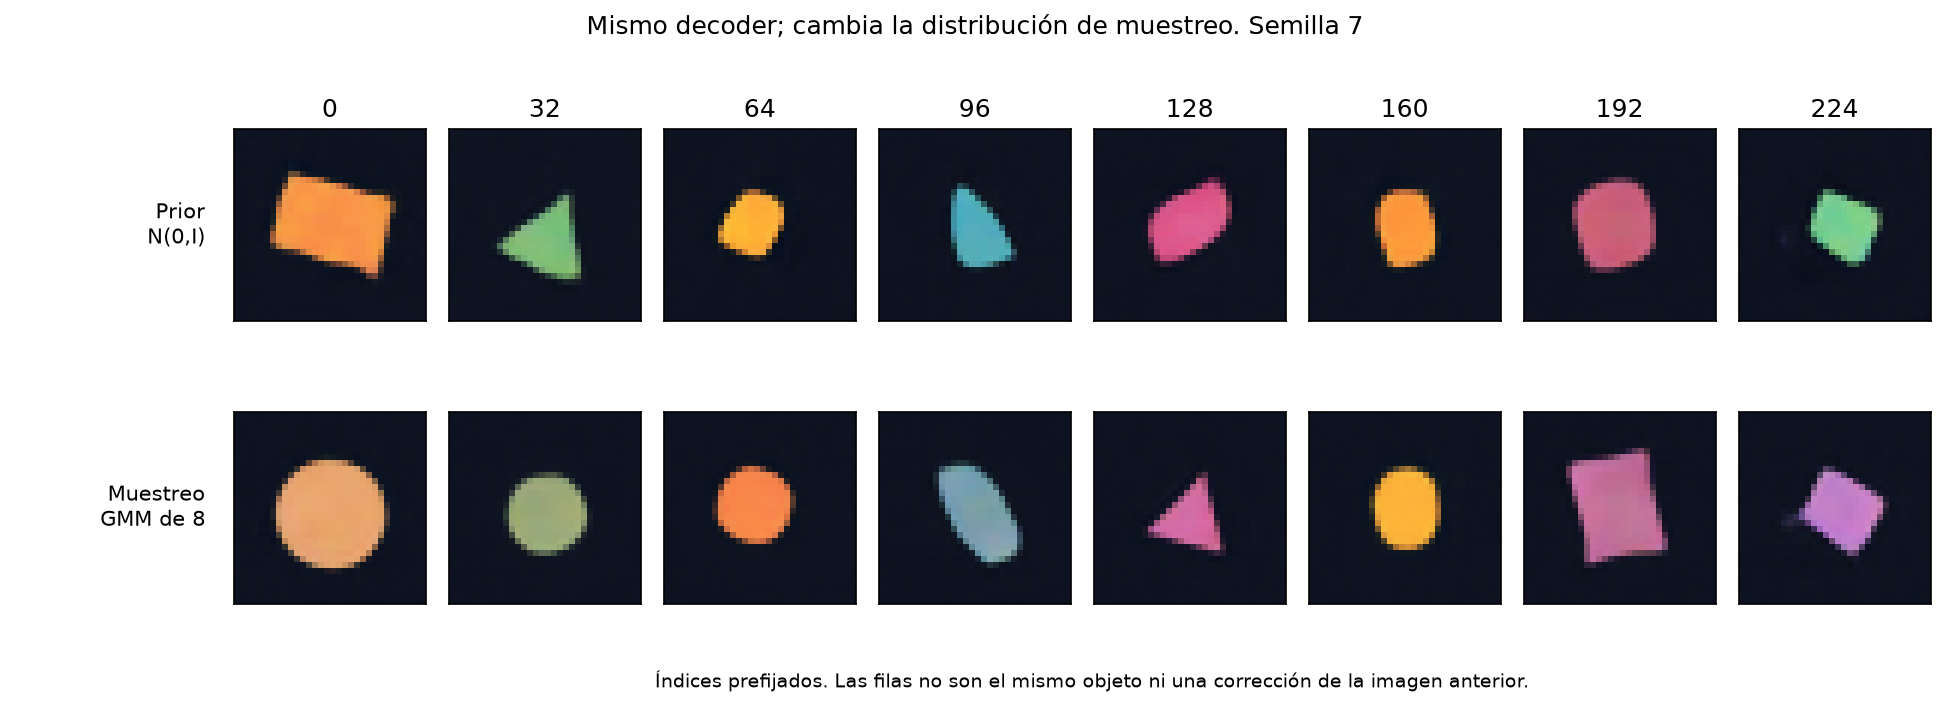 Mismo decoder; cambia la distribución de muestreo. Semilla 7
0 32 64 96 128 160 192 224
Prior
N(0,I)
Muestreo
GMM de 8
Índices prefijados. Las filas no son el mismo objeto ni una corrección de la imagen anterior.